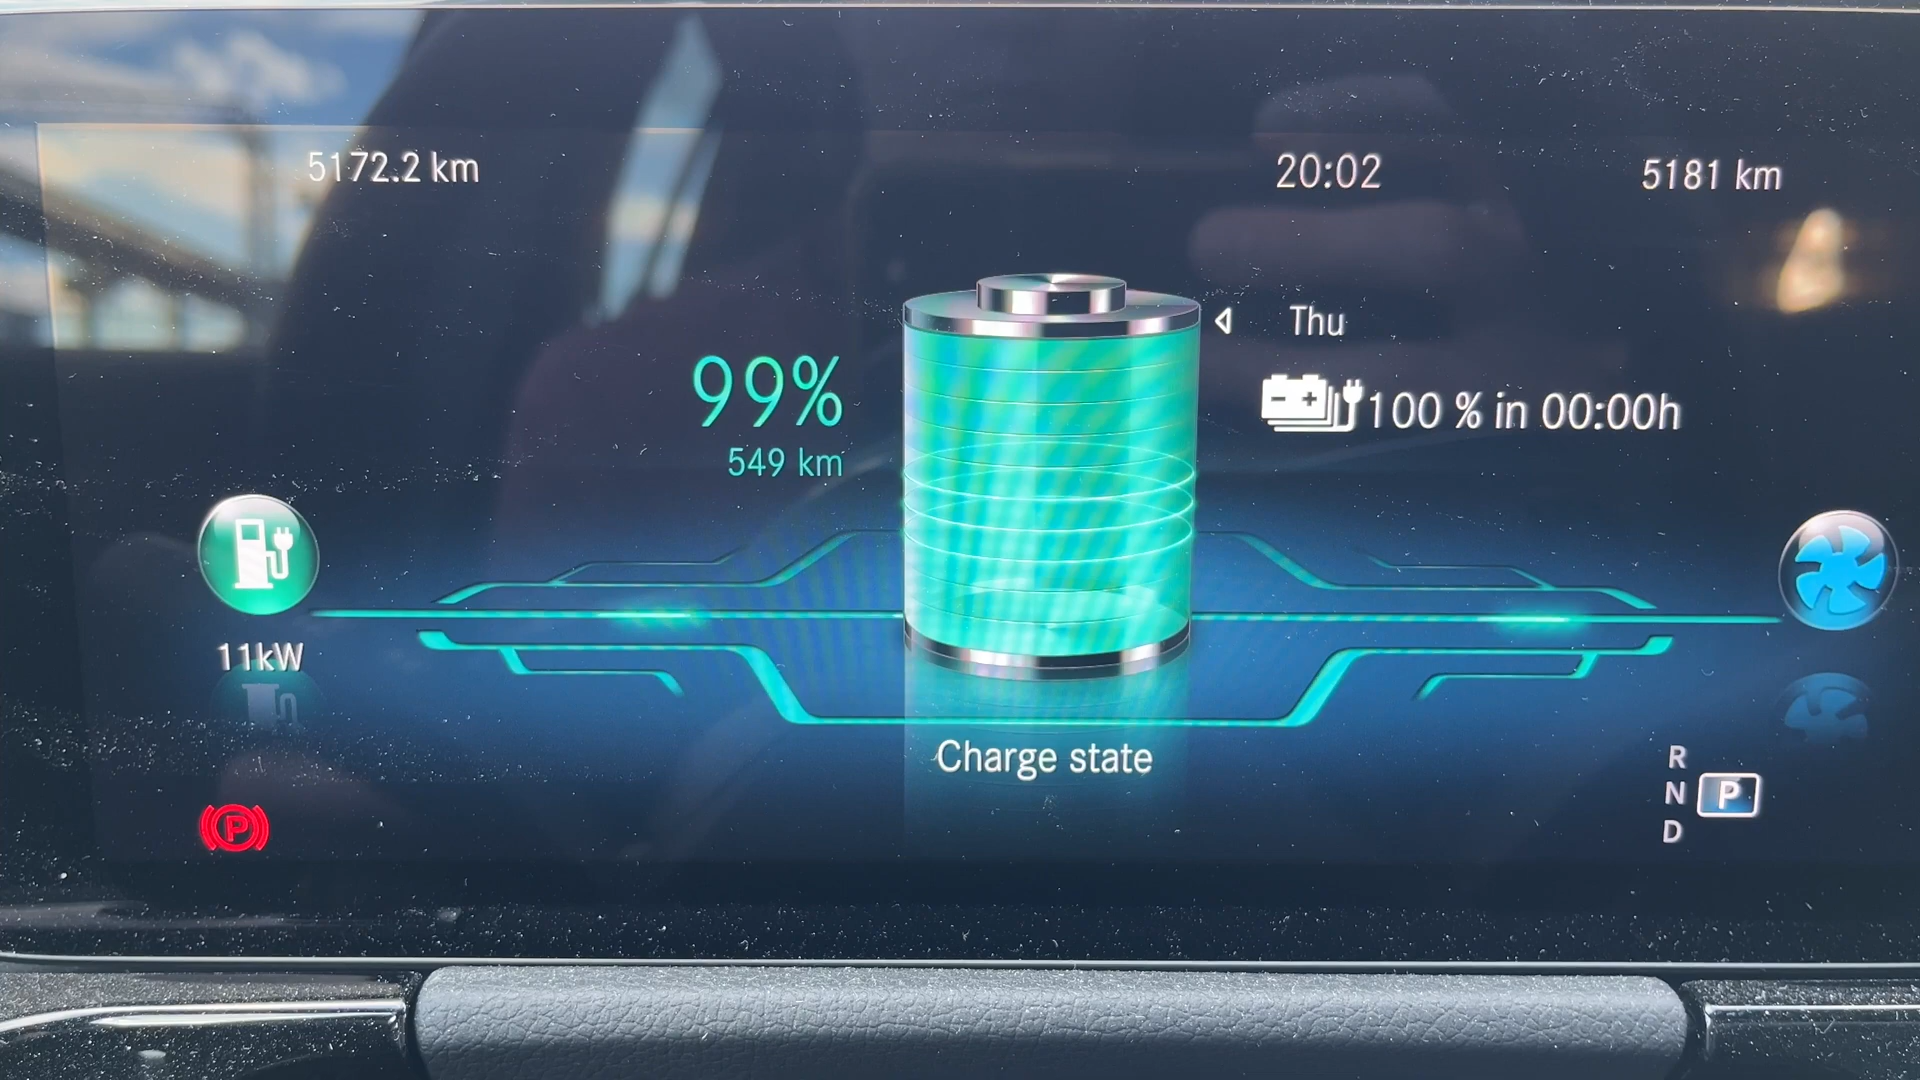 5172.2 km
20:02
5181 km
Thu
99%
549 km
100 % in 00:00h
11kW
Charge state
R
N P
D
P